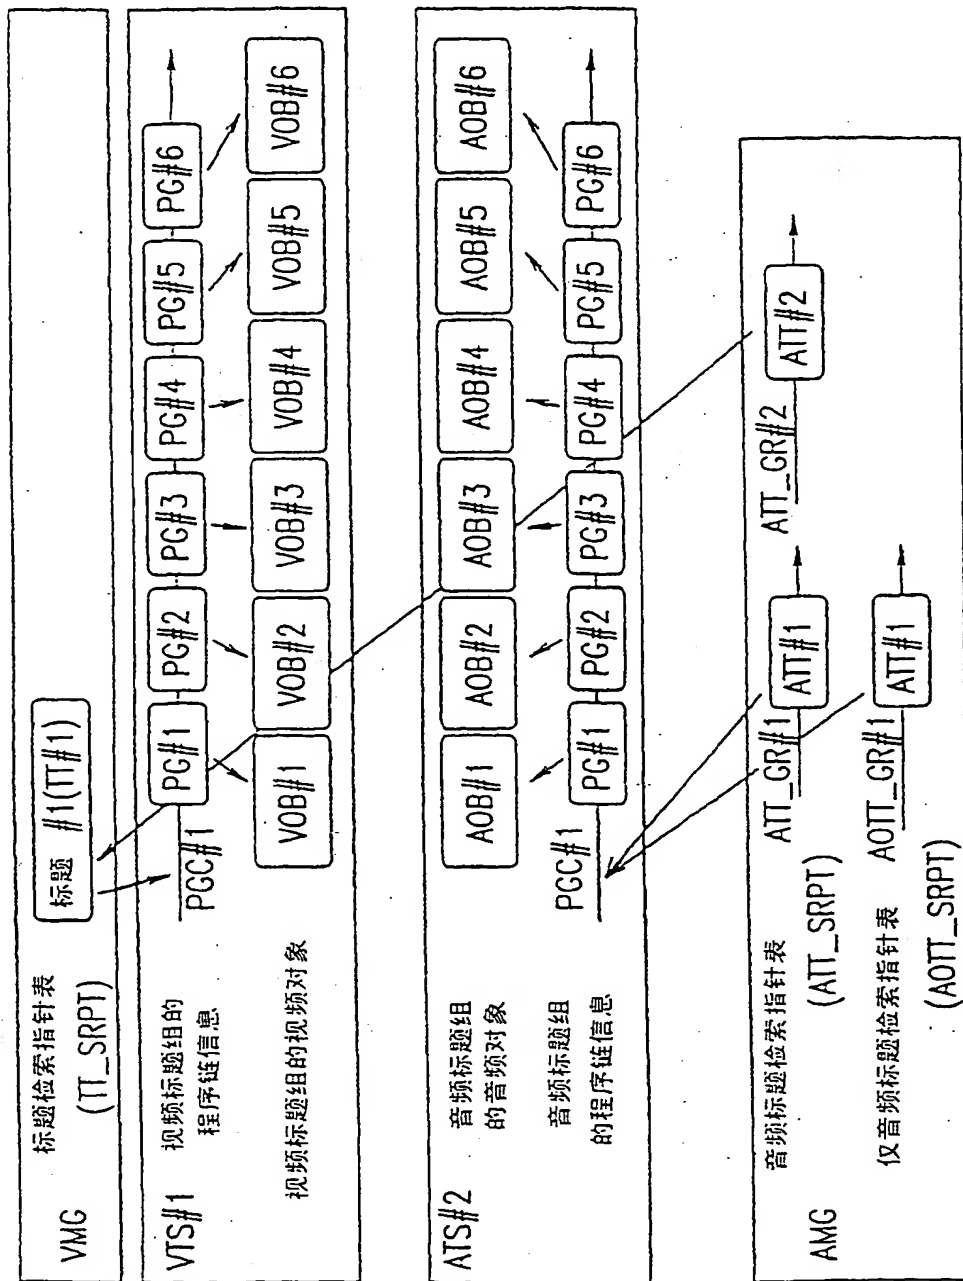 VMG
标题检索指针表
(TT_SRPT)
标题 #1(TT#1)
VTS#1
视频标题组的
程序链信息
PGC#1
PG#1
PG#2
PG#3
PG#4
PG#5
PG#6
视频标题组的视频对象
VOB#1
VOB#2
VOB#3
VOB#4
VOB#5
VOB#6
ATS#2
音频标题组
的音频对象
AOB#1
AOB#2
AOB#3
AOB#4
AOB#5
AOB#6
音频标题组
的程序链信息
PGC#1
PG#1
PG#2
PG#3
PG#4
PG#5
PG#6
AMG
音频标题检索指针表
(ATT_SRPT)
ATT_GR#1
ATT#1
ATT_GR#2
ATT#2
仅音频标题检索指针表
(AOTT_SRPT)
AOTT_GR#1
ATT#1